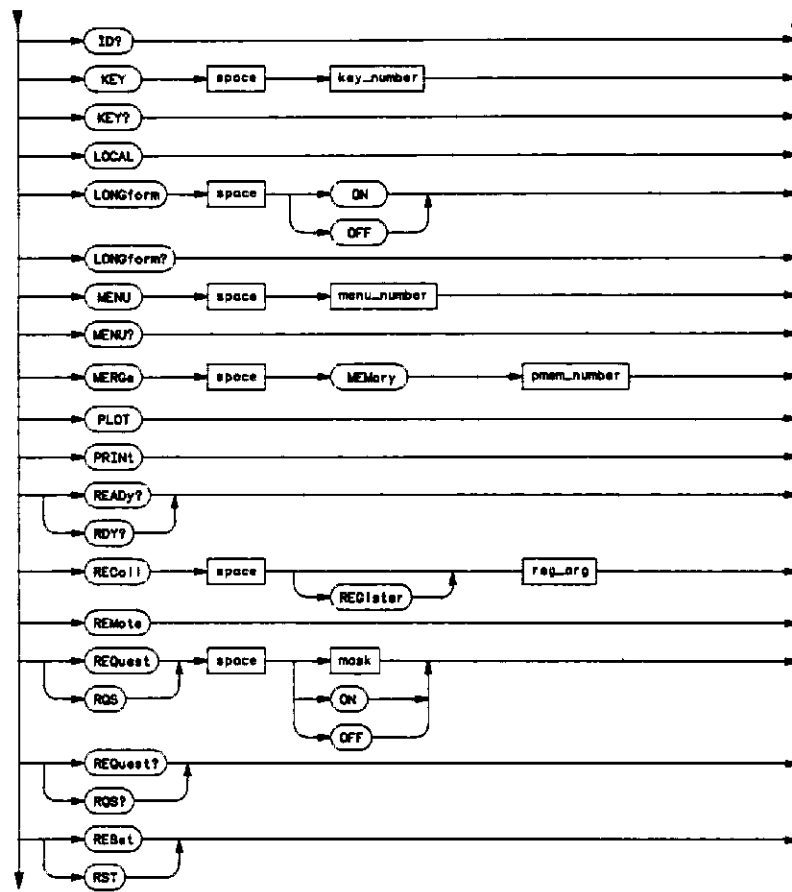 ID?
KEY space key_number
KEY?
LOCAL
LONGform space ON
OFF
LONGform?
MENU space menu_number
MENU?
MERGe space MEMory pmem_number
PLOT
PRINt
READy?
RDY?
RECall space reg_arg
REGister
REMote
REQuest space mask
RQS ON
OFF
REQuest?
RQS?
RESet
RST